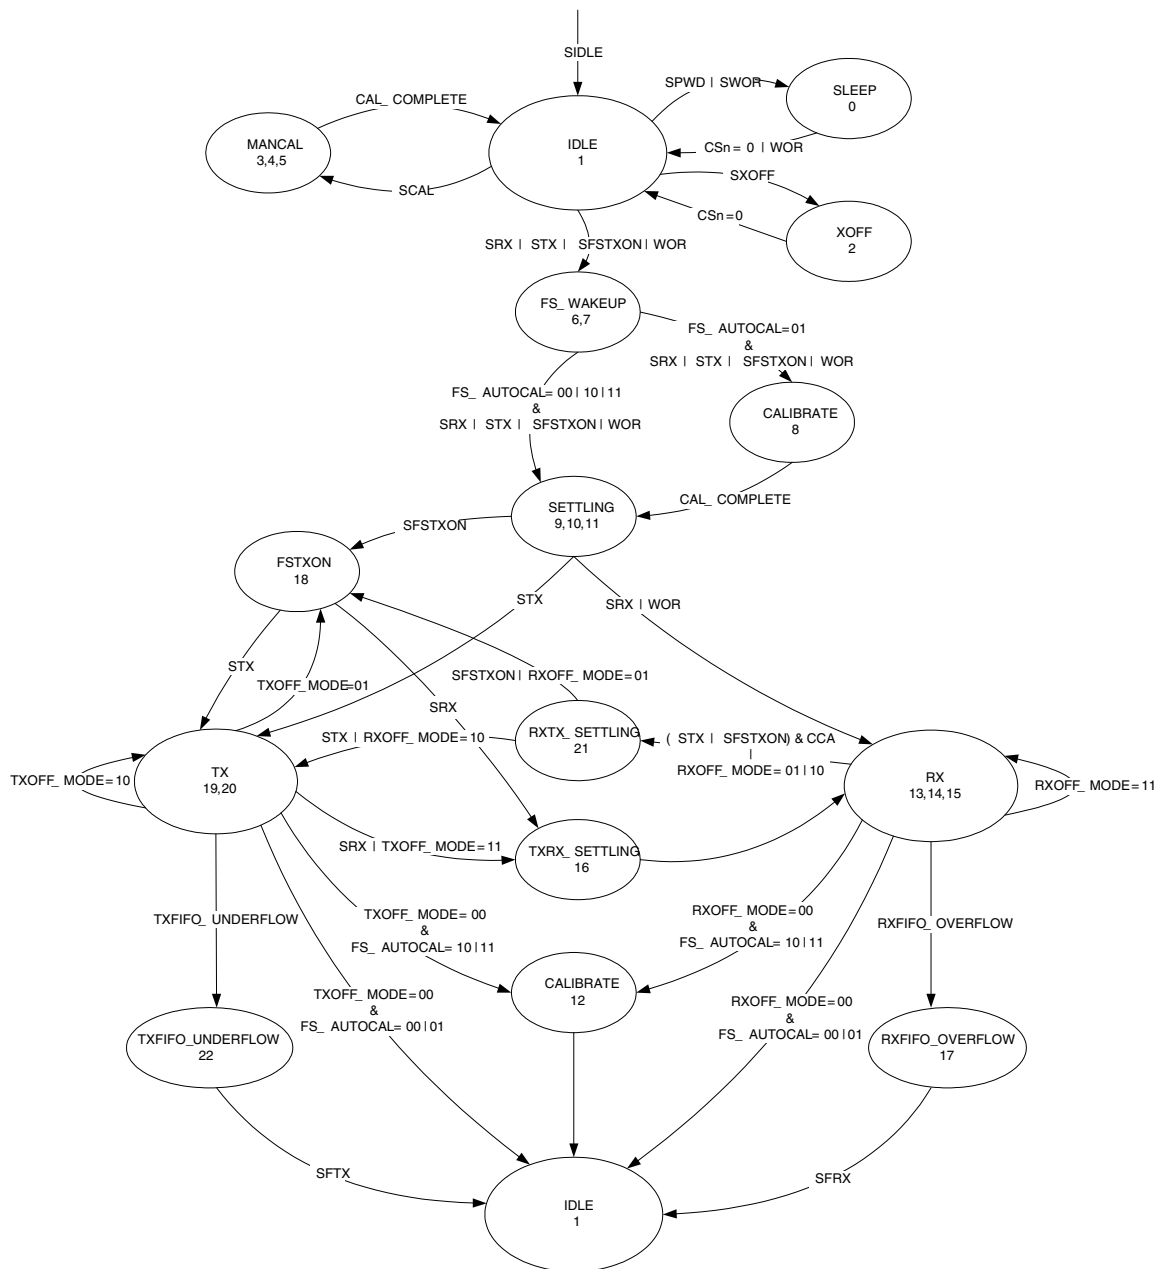 SIDLE
SPWD | SWOR
SLEEP
0
CAL_ COMPLETE
MANCAL
3,4,5
IDLE
1
CSn = 0 | WOR
SCAL
SXOFF
CSn = 0
XOFF
2
SRX | STX | SFSTXON | WOR
FS_ WAKEUP
6,7
FS_ AUTOCAL = 01
&
SRX | STX | SFSTXON | WOR
FS_ AUTOCAL = 00 | 10 | 11
&
SRX | STX | SFSTXON | WOR
CALIBRATE
8
CAL_ COMPLETE
SETTLING
9,10,11
SFSTXON
FSTXON
18
STX
SRX | WOR
STX
TXOFF_ MODE = 01
SFSTXON | RXOFF_ MODE = 01
SRX
RXTX_ SETTLING
21
STX | RXOFF_ MODE = 10
( STX | SFSTXON ) & CCA
|
RXOFF_ MODE = 01 | 10
TX
19,20
TXOFF_ MODE = 10
RX
13,14,15
RXOFF_ MODE = 11
SRX | TXOFF_ MODE = 11
TXRX_ SETTLING
16
TXFIFO_ UNDERFLOW
TXOFF_ MODE = 00
&
FS_ AUTOCAL = 10 | 11
RXOFF_ MODE = 00
&
FS_ AUTOCAL = 10 | 11
RXFIFO_ OVERFLOW
CALIBRATE
12
TXOFF_ MODE = 00
&
FS_ AUTOCAL = 00 | 01
RXOFF_ MODE = 00
&
FS_ AUTOCAL = 00 | 01
TXFIFO_UNDERFLOW
22
RXFIFO_OVERFLOW
17
SFTX
SFRX
IDLE
1